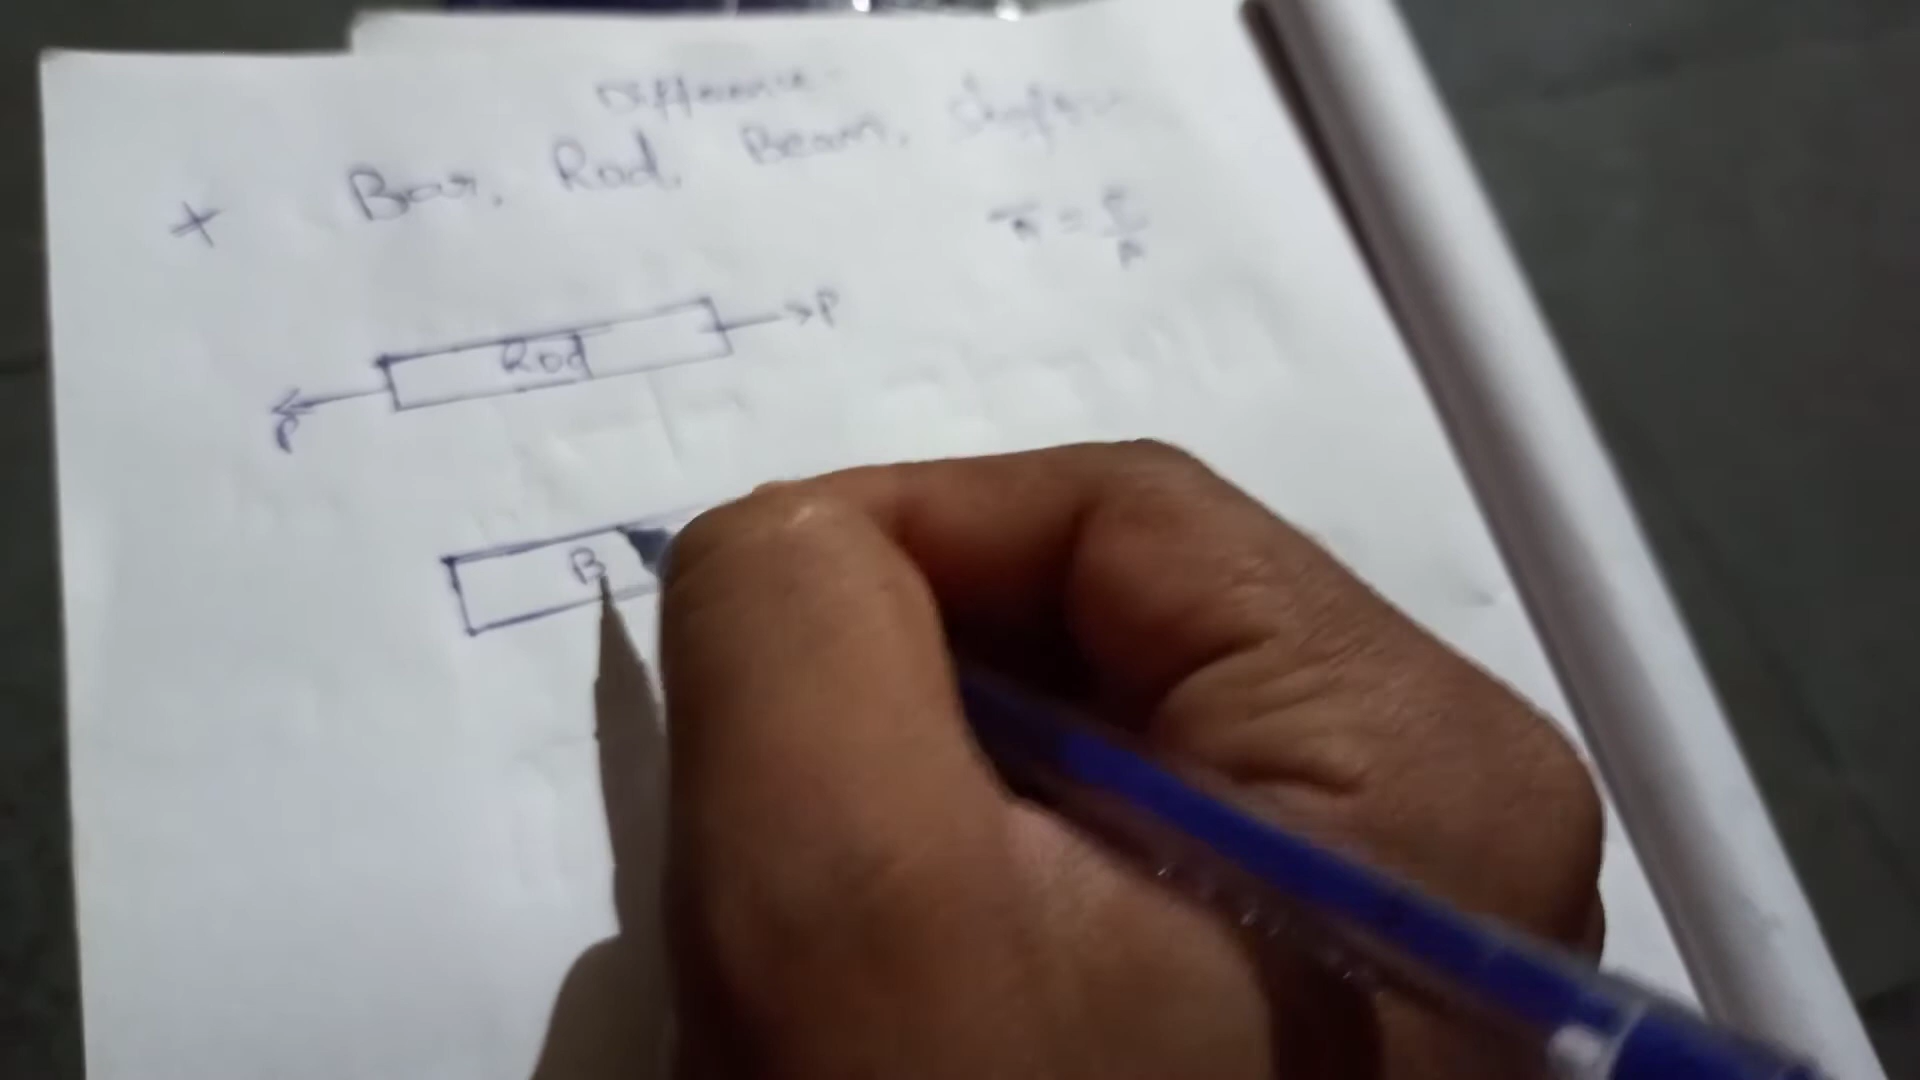 Difference
+ Bar, Rod, Beam,
P
Rod
P
B